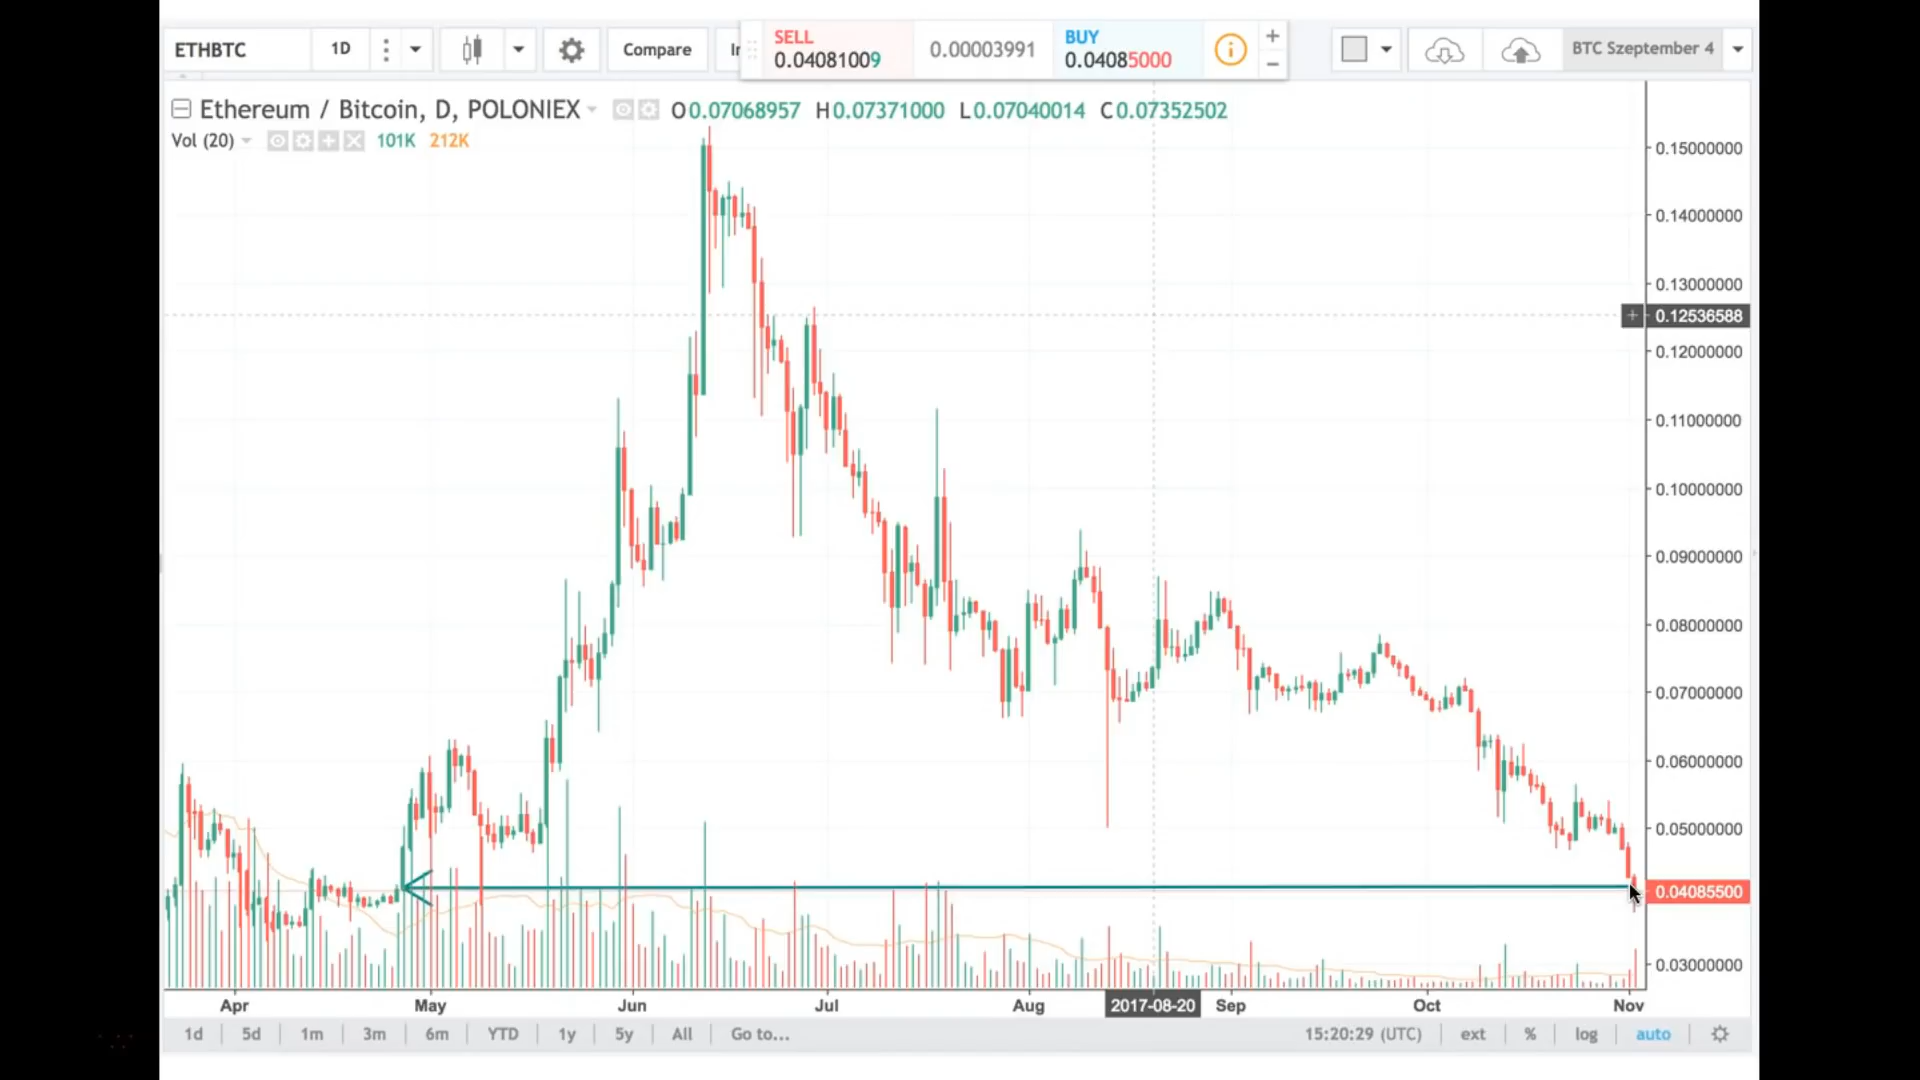 ETHBTC 1D Compare SELL 0.04081009 0.00003991 BUY 0.04085000 BTC Szeptember 4
Ethereum / Bitcoin, D, POLONIEX O0.07068957 H0.07371000 L0.07040014 C0.07352502
Vol (20) 101K 212K
0.15000000
0.14000000
0.13000000
0.12536588
0.12000000
0.11000000
0.10000000
0.09000000
0.08000000
0.07000000
0.06000000
0.05000000
0.04085500
0.03000000
Apr May Jun Jul Aug 2017-08-20 Sep Oct Nov
1d 5d 1m 3m 6m YTD 1y 5y All Go to... 15:20:29 (UTC) ext % log auto